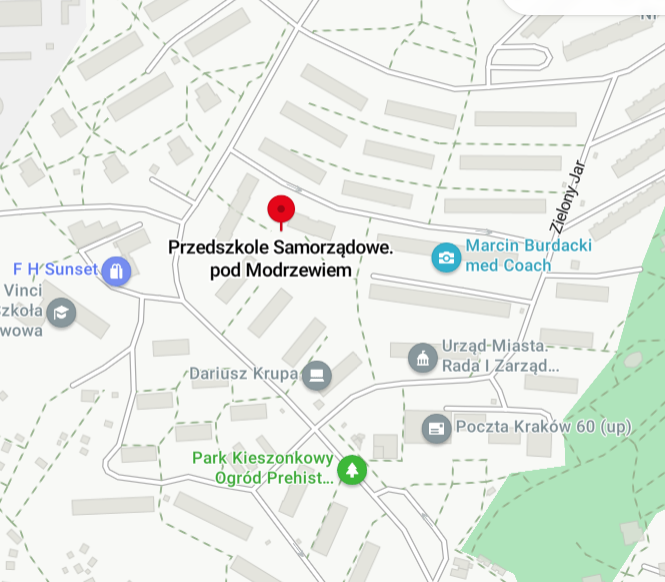 Zielony Jar
Przedszkole Samorządowe.
pod Modrzewiem
Marcin Burdacki
med Coach
F H Sunset
Vinci
zkoła
wowa
Urząd Miasta.
Rada I Zarząd...
Dariusz Krupa
Poczta Kraków 60 (up)
Park Kieszonkowy
Ogród Prehist...